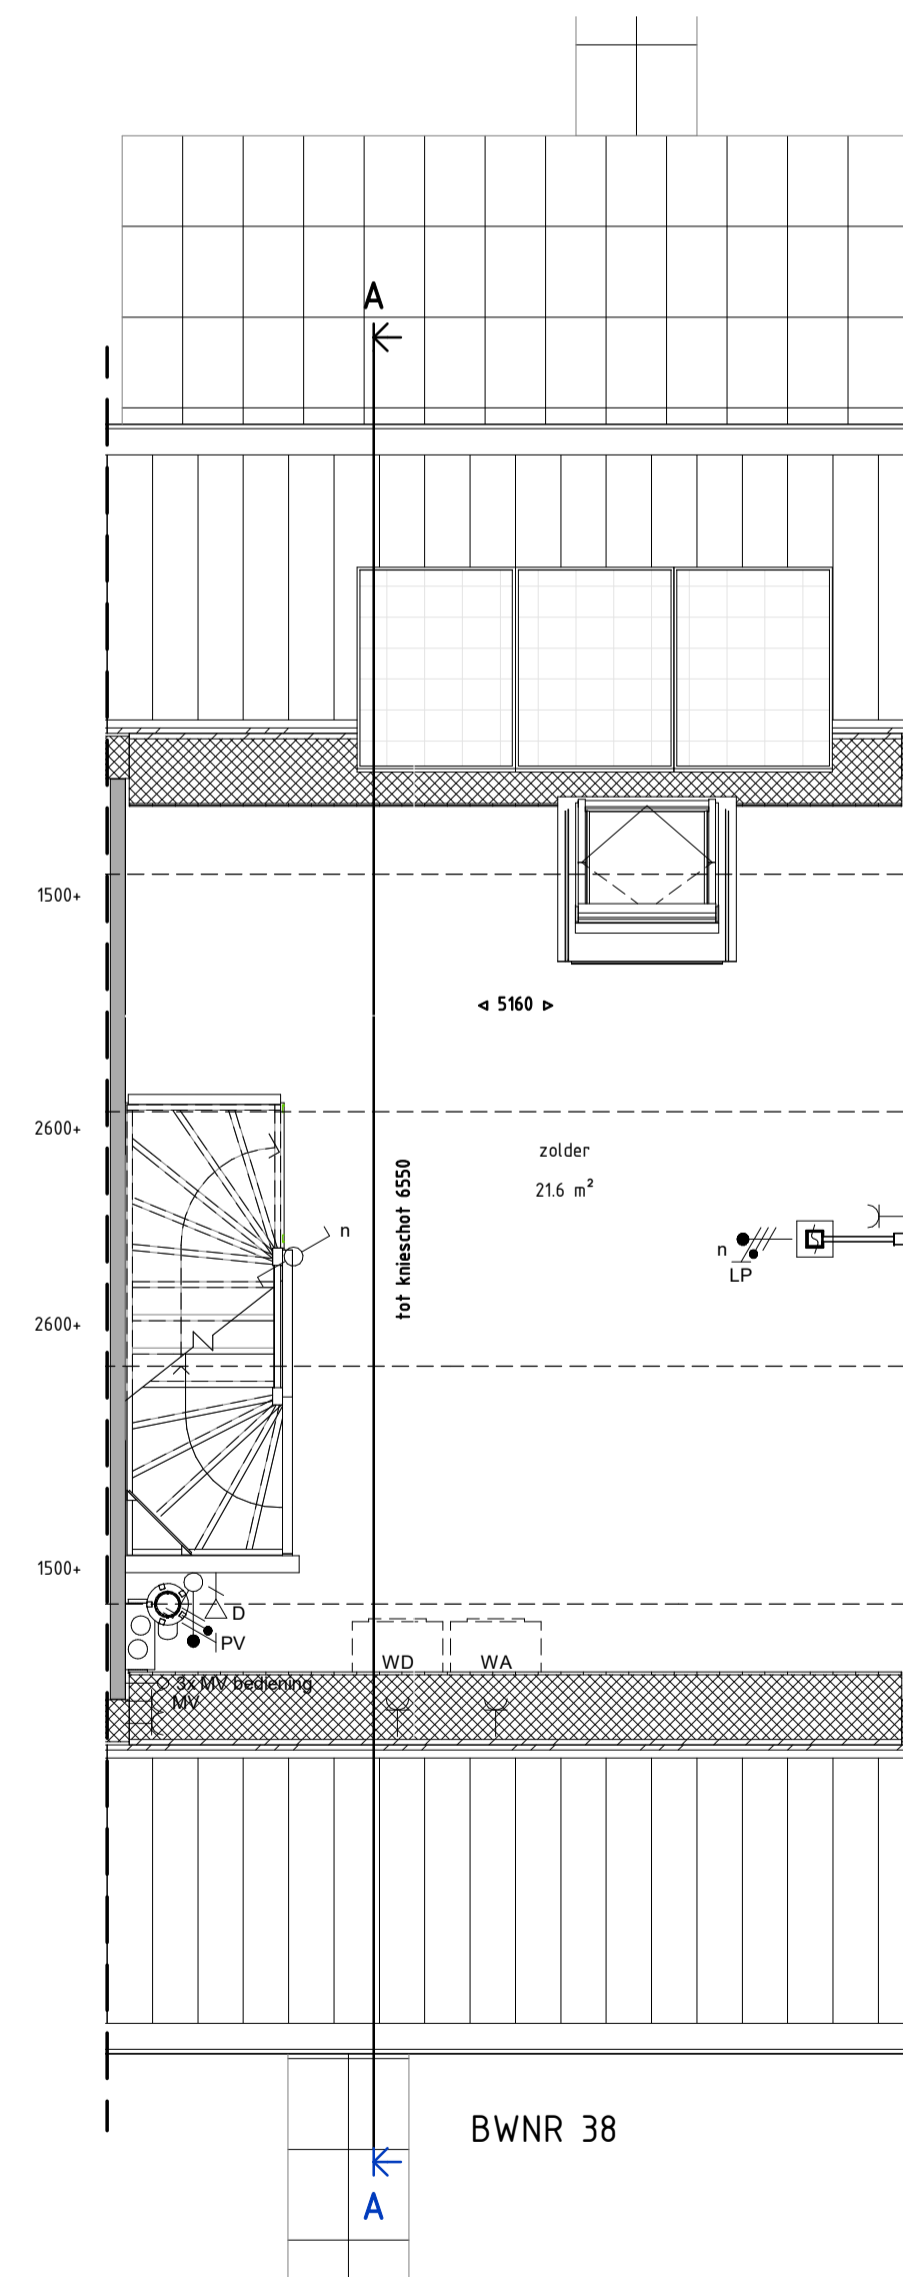 A
1500+
5160
2600+
zolder
21.6 m²
tot knieschot 6550
n
n
LP
2600+
1500+
D
PV
WD
WA
3x MV bediening
MV
BWNR 38
A